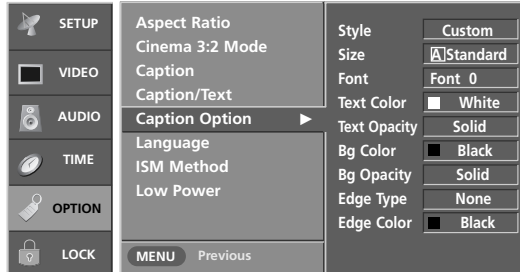 SETUP
VIDEO
AUDIO
TIME
OPTION
LOCK
Aspect Ratio
Cinema 3:2 Mode
Caption
Caption/Text
Caption Option
Language
ISM Method
Low Power
MENU Previous
Style Custom
Size A Standard
Font Font 0
Text Color White
Text Opacity Solid
Bg Color Black
Bg Opacity Solid
Edge Type None
Edge Color Black